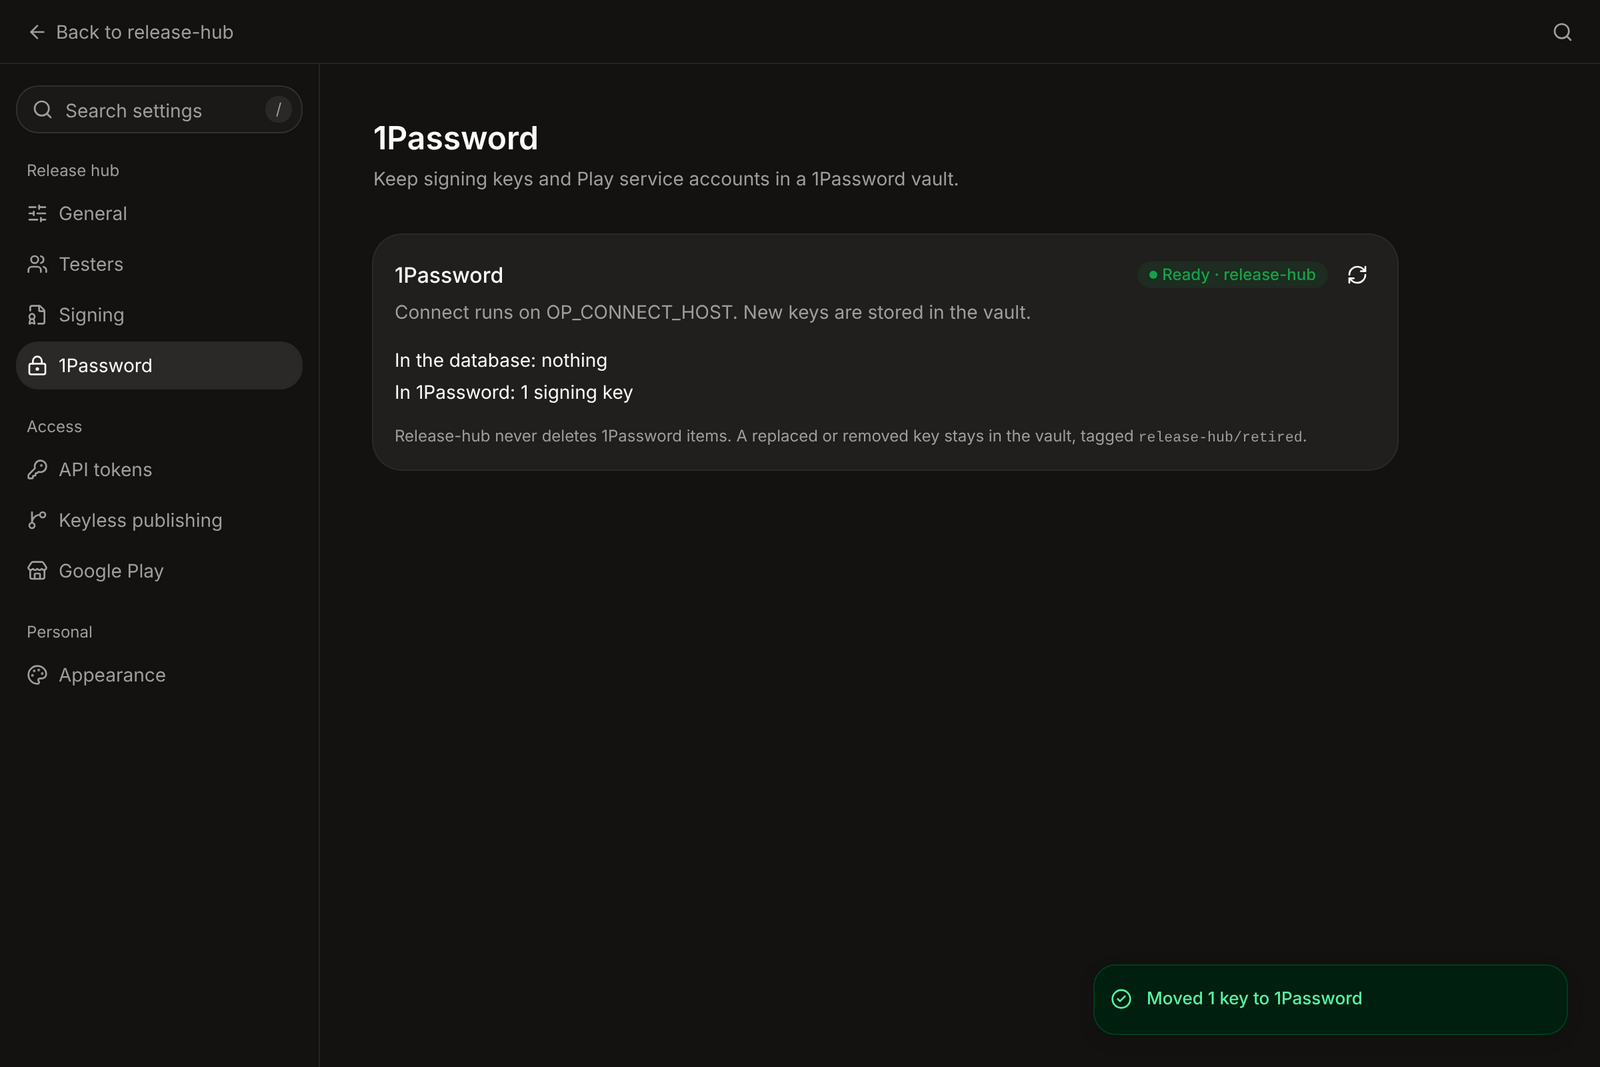 Back to release-hub
Search settings /
Release hub
General
Testers
Signing
1Password
Access
API tokens
Keyless publishing
Google Play
Personal
Appearance
1Password
Keep signing keys and Play service accounts in a 1Password vault.
1Password
Ready · release-hub
Connect runs on OP_CONNECT_HOST. New keys are stored in the vault.
In the database: nothing
In 1Password: 1 signing key
Release-hub never deletes 1Password items. A replaced or removed key stays in the vault, tagged release-hub/retired.
Moved 1 key to 1Password